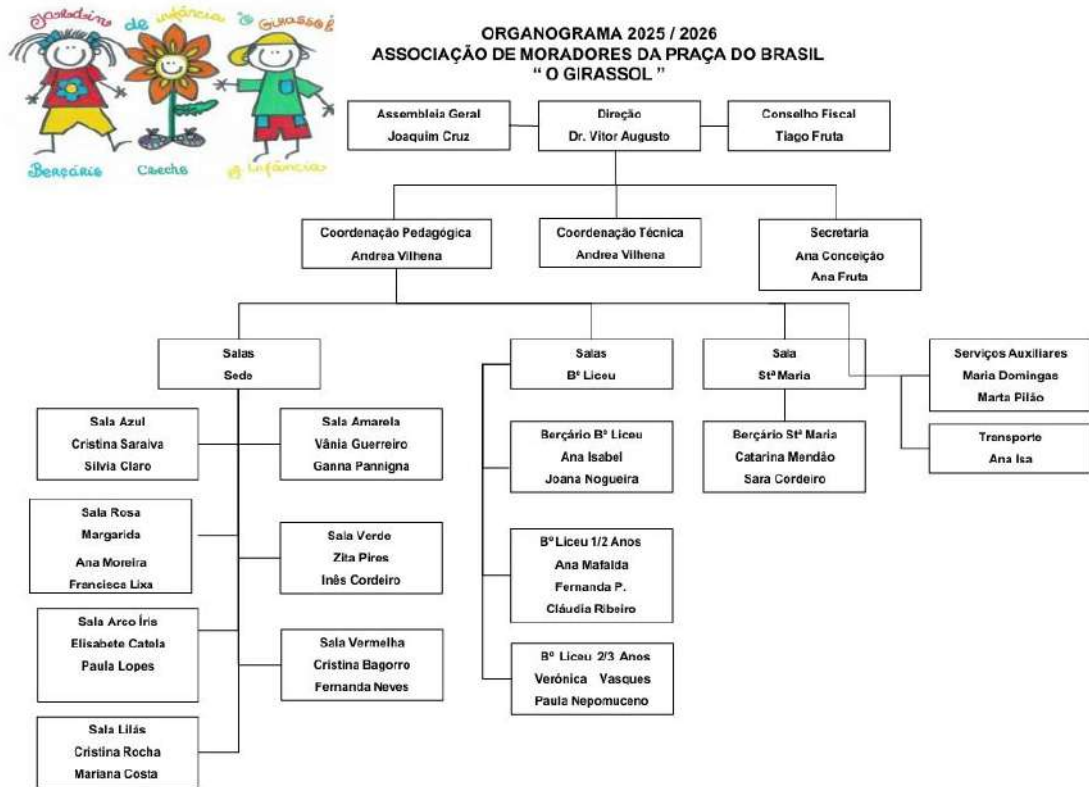 Jardim de infância O Girassol
Berçário Creche J. Infância
ORGANOGRAMA 2025 / 2026
ASSOCIAÇÃO DE MORADORES DA PRAÇA DO BRASIL
“ O GIRASSOL ”
Assembleia Geral
Joaquim Cruz
Direção
Dr. Vitor Augusto
Conselho Fiscal
Tiago Fruta
Coordenação Pedagógica
Andrea Vilhena
Coordenação Técnica
Andrea Vilhena
Secretaria
Ana Conceição
Ana Fruta
Salas
Sede
Salas
Bº Liceu
Sala
Stª Maria
Serviços Auxiliares
Maria Domingas
Marta Pilão
Transporte
Ana Isa
Sala Azul
Cristina Saraiva
Silvia Claro
Sala Amarela
Vânia Guerreiro
Ganna Pannigna
Berçário Bº Liceu
Ana Isabel
Joana Nogueira
Berçário Stª Maria
Catarina Mendão
Sara Cordeiro
Sala Rosa
Margarida
Ana Moreira
Francisca Lixa
Sala Verde
Zita Pires
Inês Cordeiro
Bº Liceu 1/2 Anos
Ana Mafalda
Fernanda P.
Cláudia Ribeiro
Sala Arco Íris
Elisabete Catela
Paula Lopes
Sala Vermelha
Cristina Bagorro
Fernanda Neves
Bº Liceu 2/3 Anos
Verónica Vasques
Paula Nepomuceno
Sala Lilás
Cristina Rocha
Mariana Costa